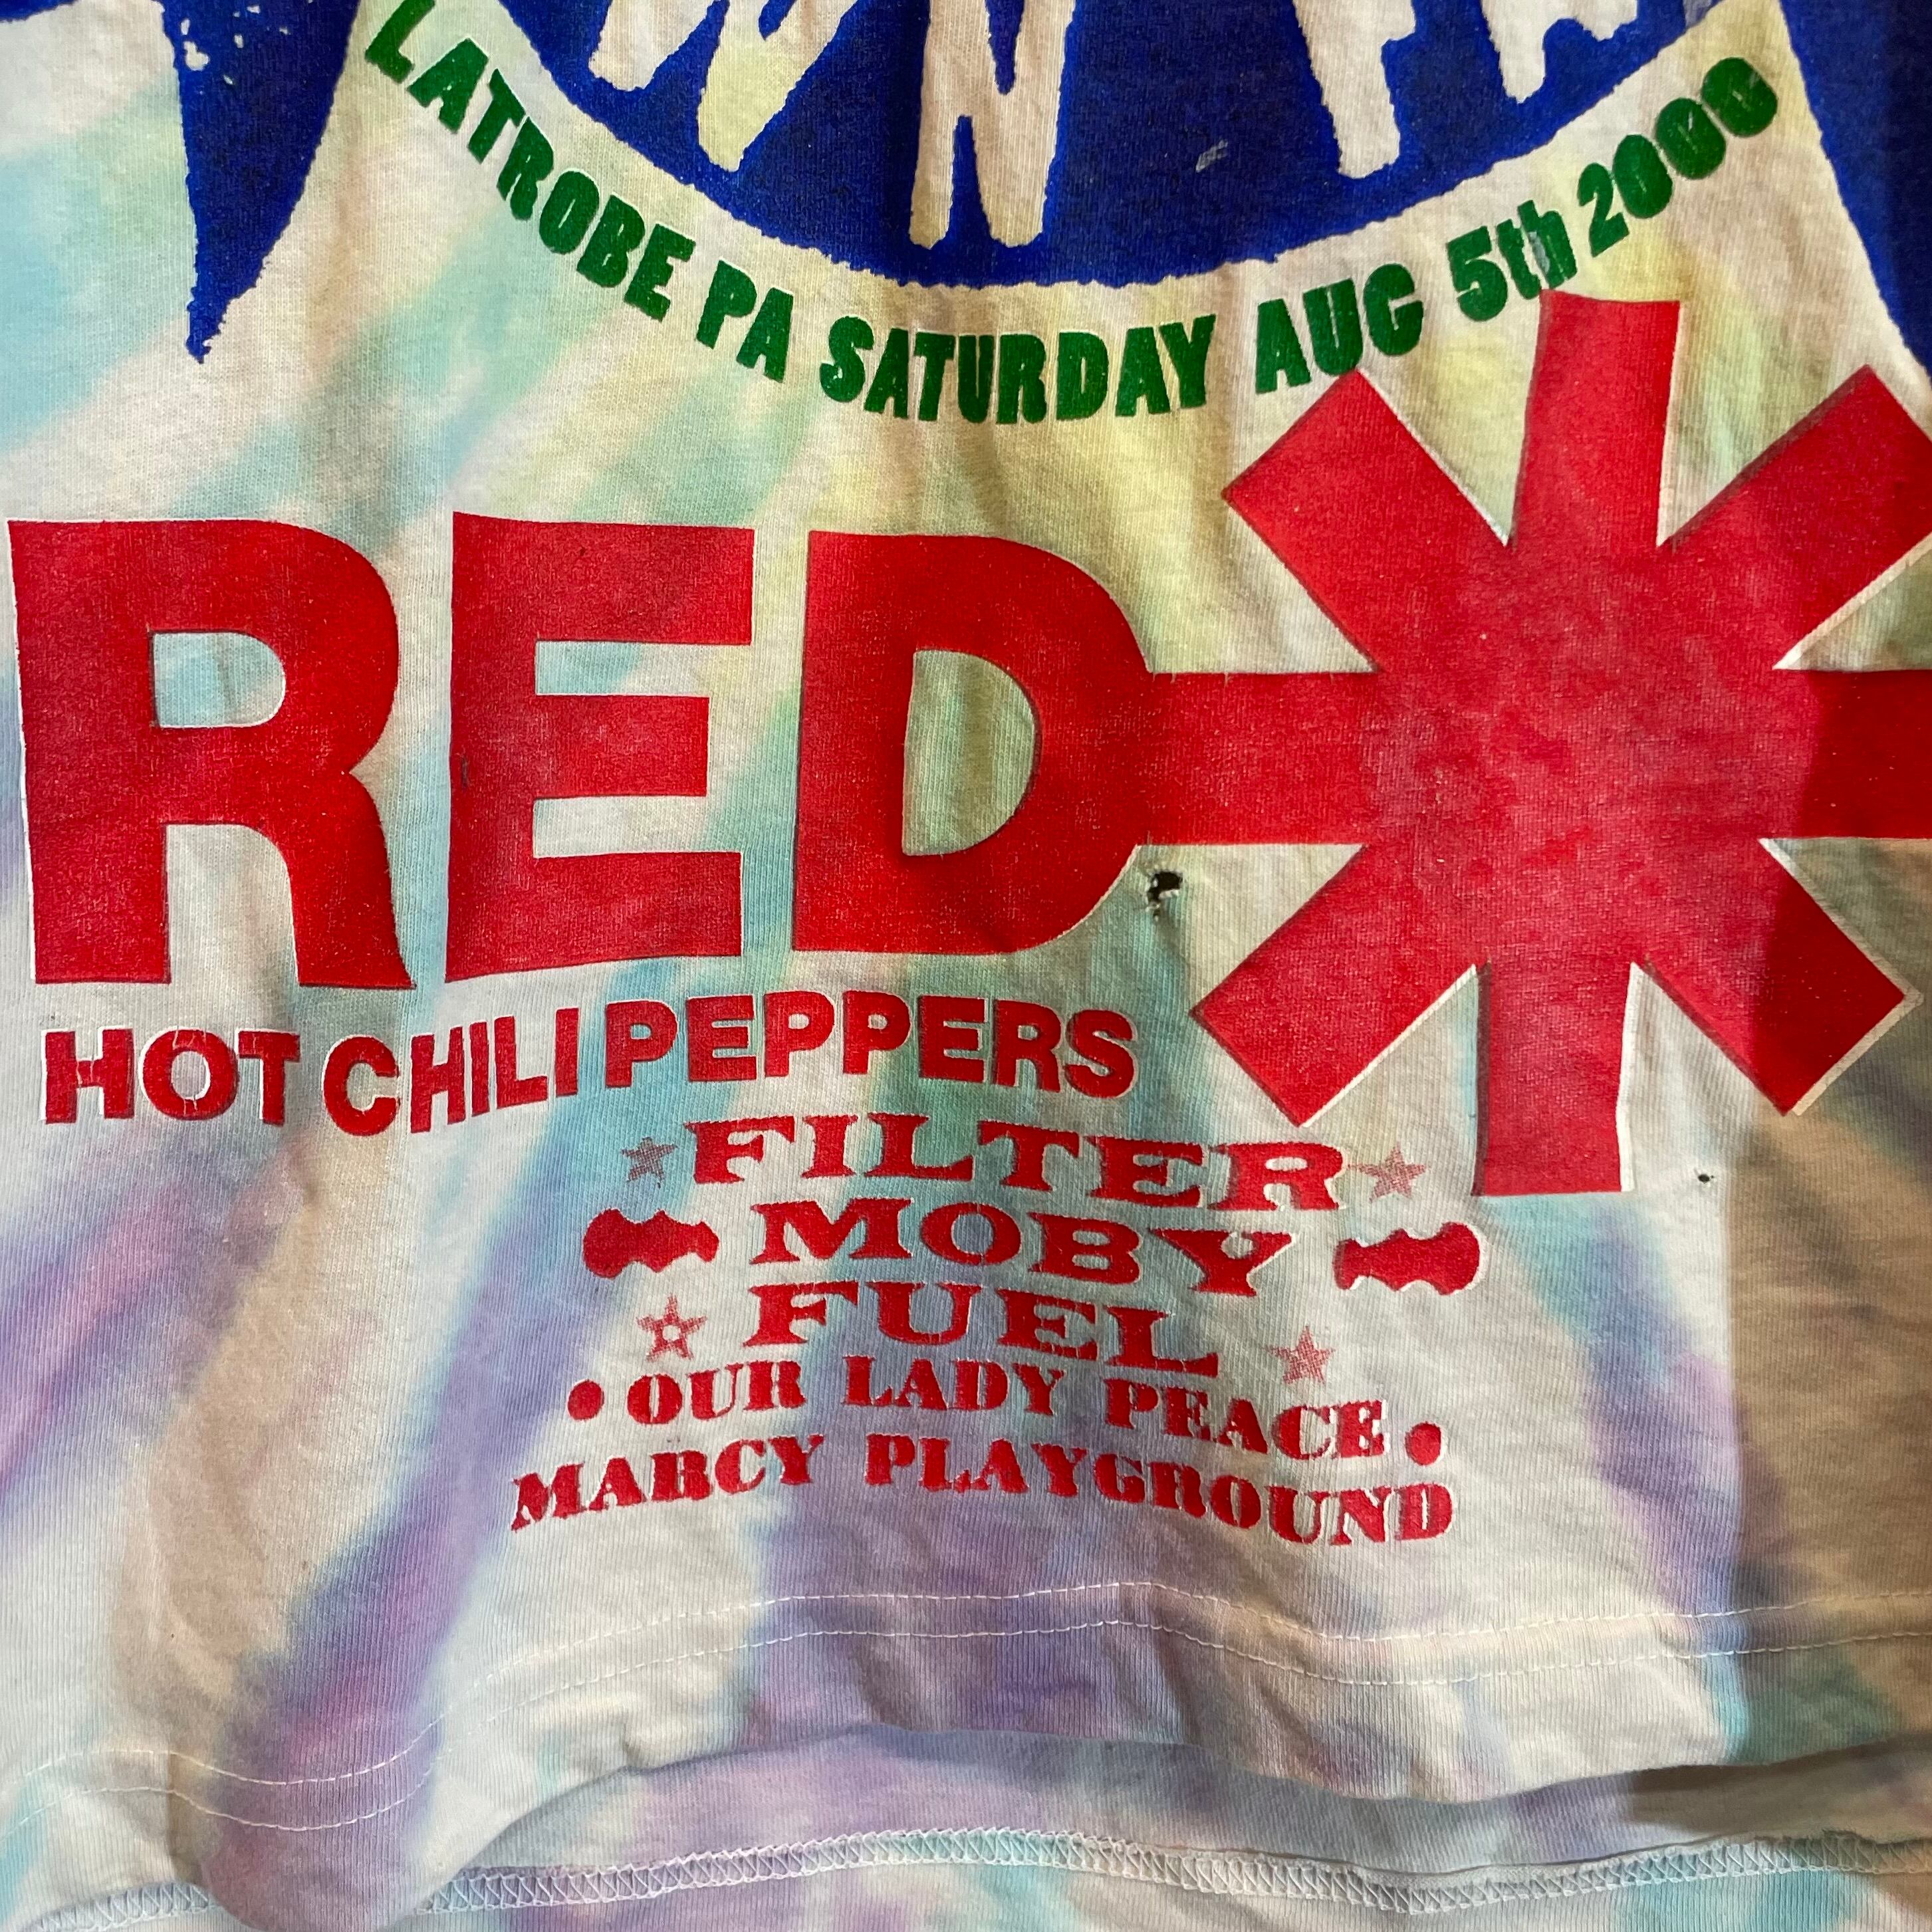 LATROBE PA SATURDAY AUG 5th 2000
RED
HOT CHILI PEPPERS
FILTER
MOBY
FUEL
•OUR LADY PEACE•
MARCY PLAYGROUND